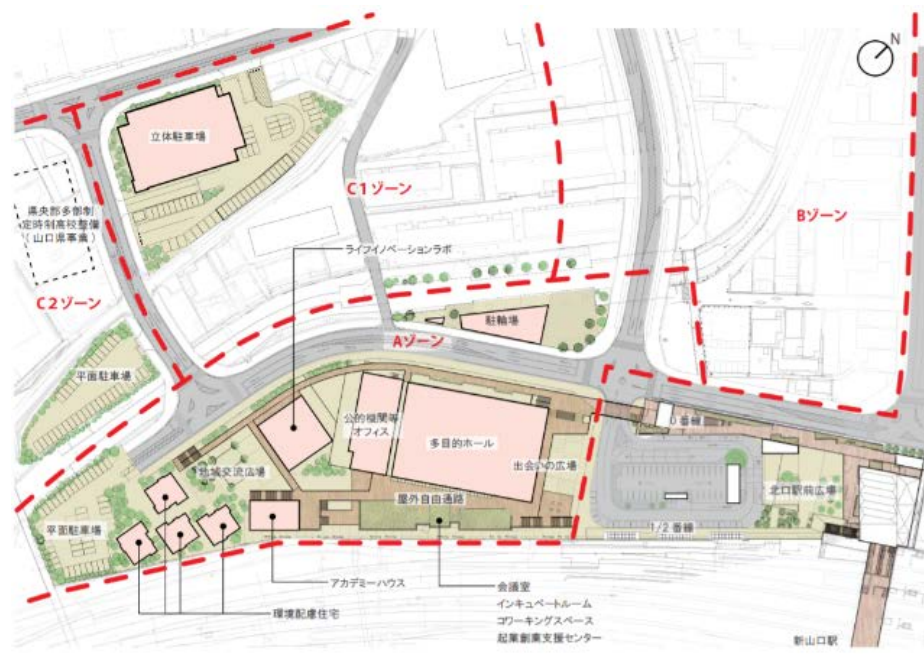 N
立体駐車場
C1ゾーン
Bゾーン
県央部多部制
定時制高校整備
(山口県事業)
ライフイノベーションラボ
C2ゾーン
駐輪場
Aゾーン
平面駐車場
公的機関等
オフィス
0番線
多目的ホール
地域交流広場
出会いの広場
北口駅前広場
屋外自由通路
平面駐車場
1/2番線
アカデミーハウス
会議室
インキュベートルーム
コワーキングスペース
起業創業支援センター
環境配慮住宅
新山口駅